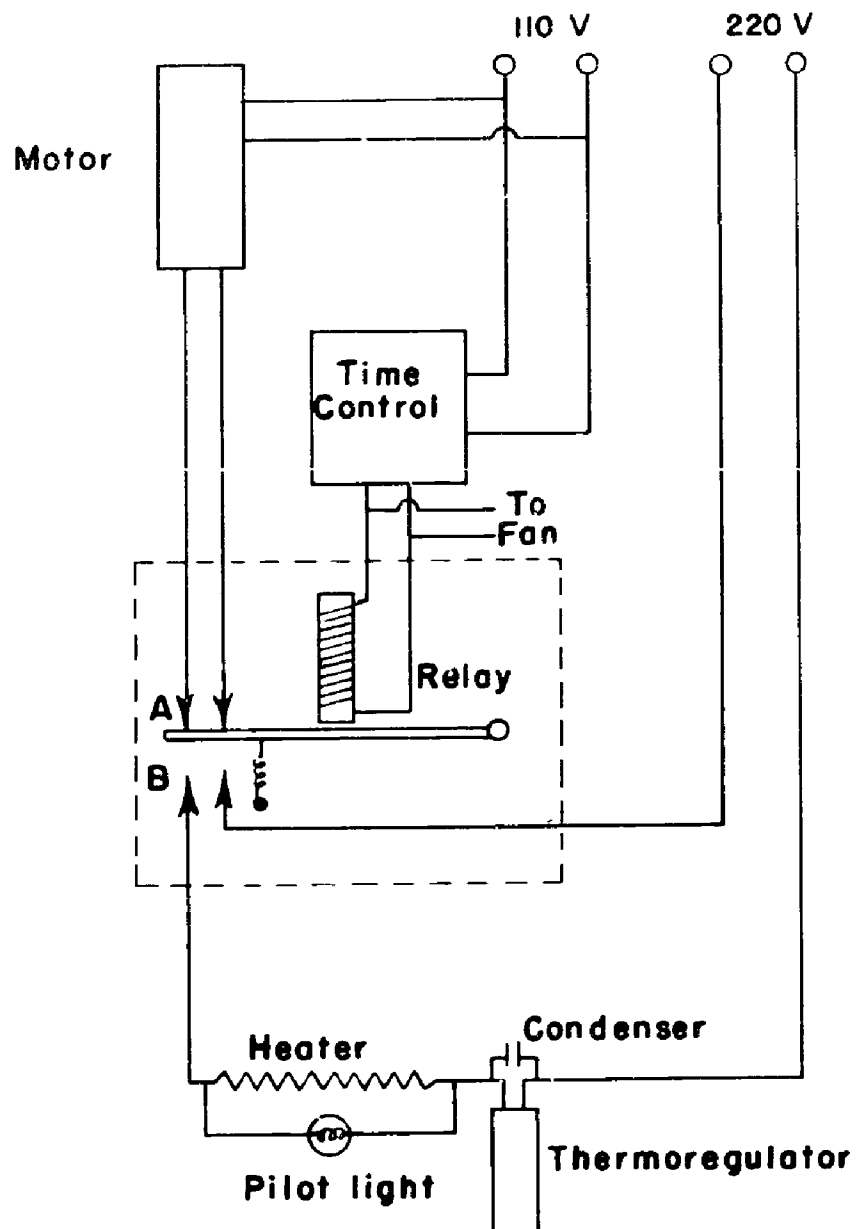 110 V
220 V
Motor
Time
Control
To
Fan
Relay
A
B
Condenser
Heater
Thermoregulator
Pilot light